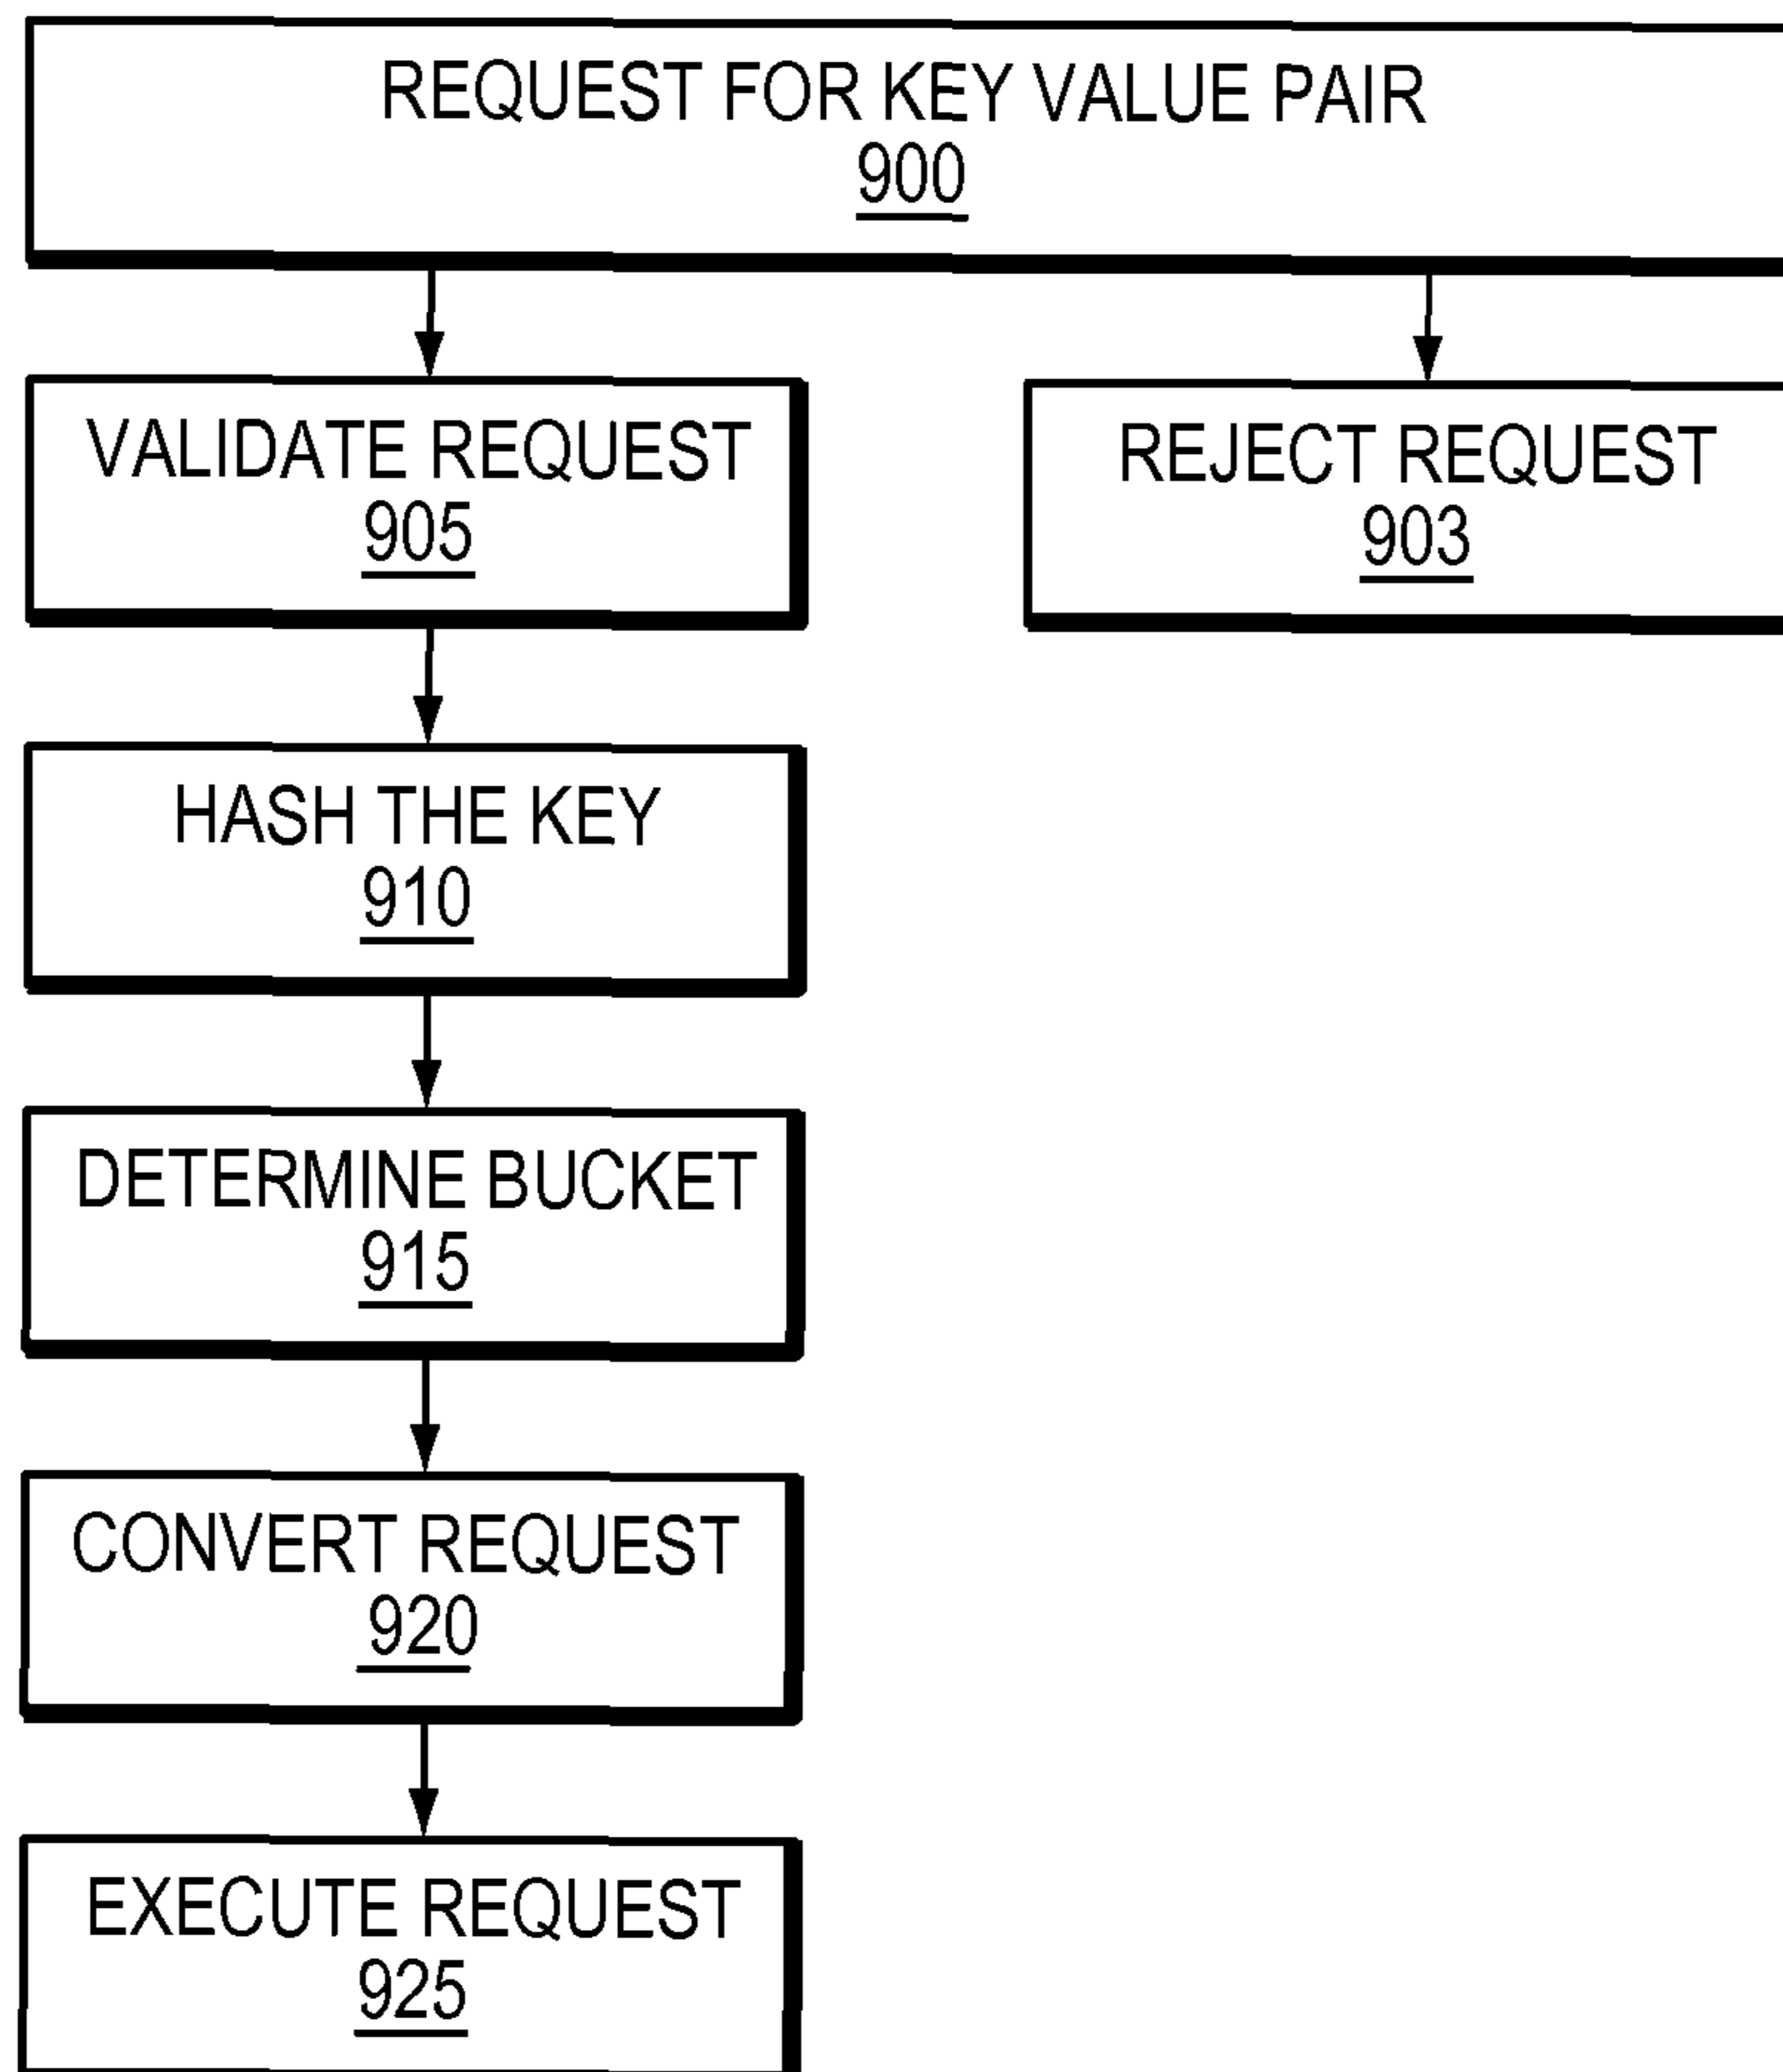 REQUEST FOR KEY VALUE PAIR
900
VALIDATE REQUEST
905
REJECT REQUEST
903
HASH THE KEY
910
DETERMINE BUCKET
915
CONVERT REQUEST
920
EXECUTE REQUEST
925